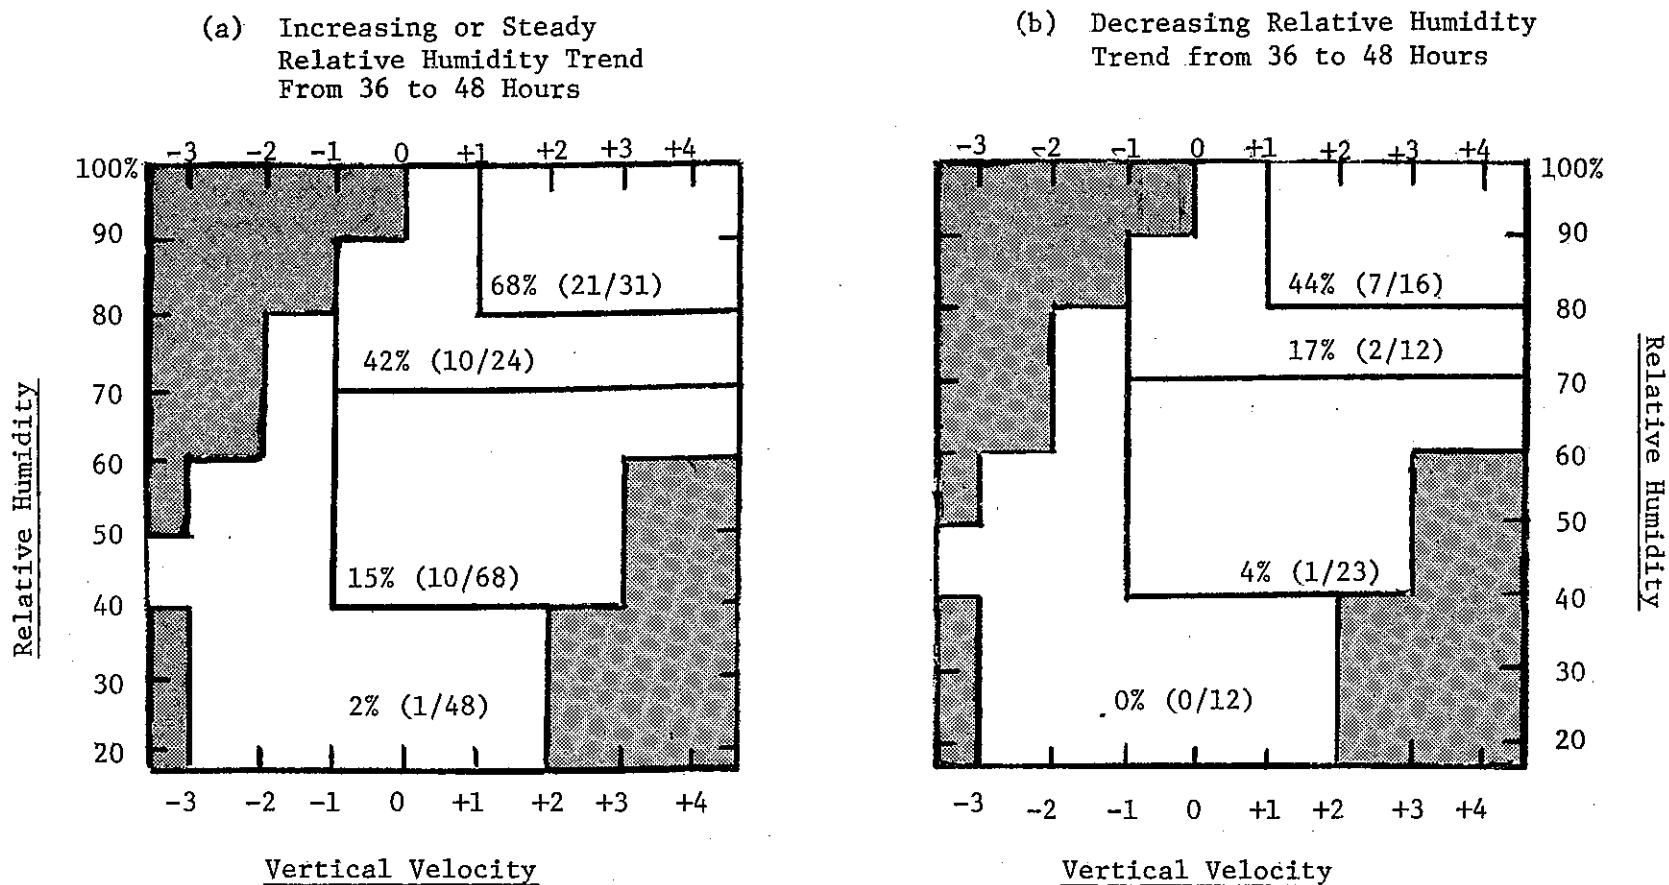 (a) Increasing or Steady
Relative Humidity Trend
From 36 to 48 Hours
-3 -2 -1 0 +1 +2 +3 +4
100%
90
80
70
60
50
40
30
20
68% (21/31)
42% (10/24)
15% (10/68)
2% (1/48)
-3 -2 -1 0 +1 +2 +3 +4
Relative Humidity
Vertical Velocity
(b) Decreasing Relative Humidity
Trend from 36 to 48 Hours
-3 -2 -1 0 +1 +2 +3 +4
100%
90
80
70
60
50
40
30
20
44% (7/16)
17% (2/12)
4% (1/23)
0% (0/12)
-3 -2 -1 0 +1 +2 +3 +4
Relative Humidity
Vertical Velocity